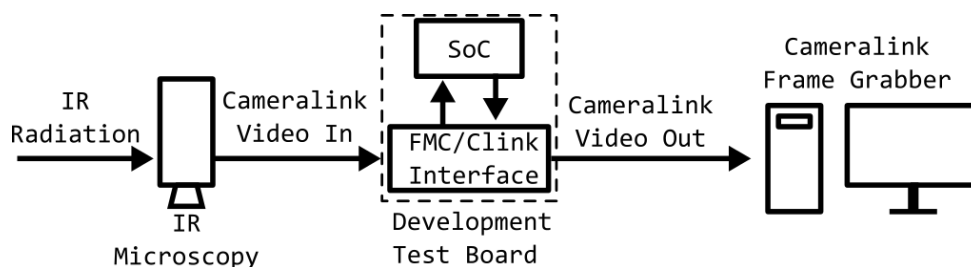 IR
Radiation
IR
Microscopy
Cameralink
Video In
SoC
FMC/Clink
Interface
Development
Test Board
Cameralink
Video Out
Cameralink
Frame Grabber